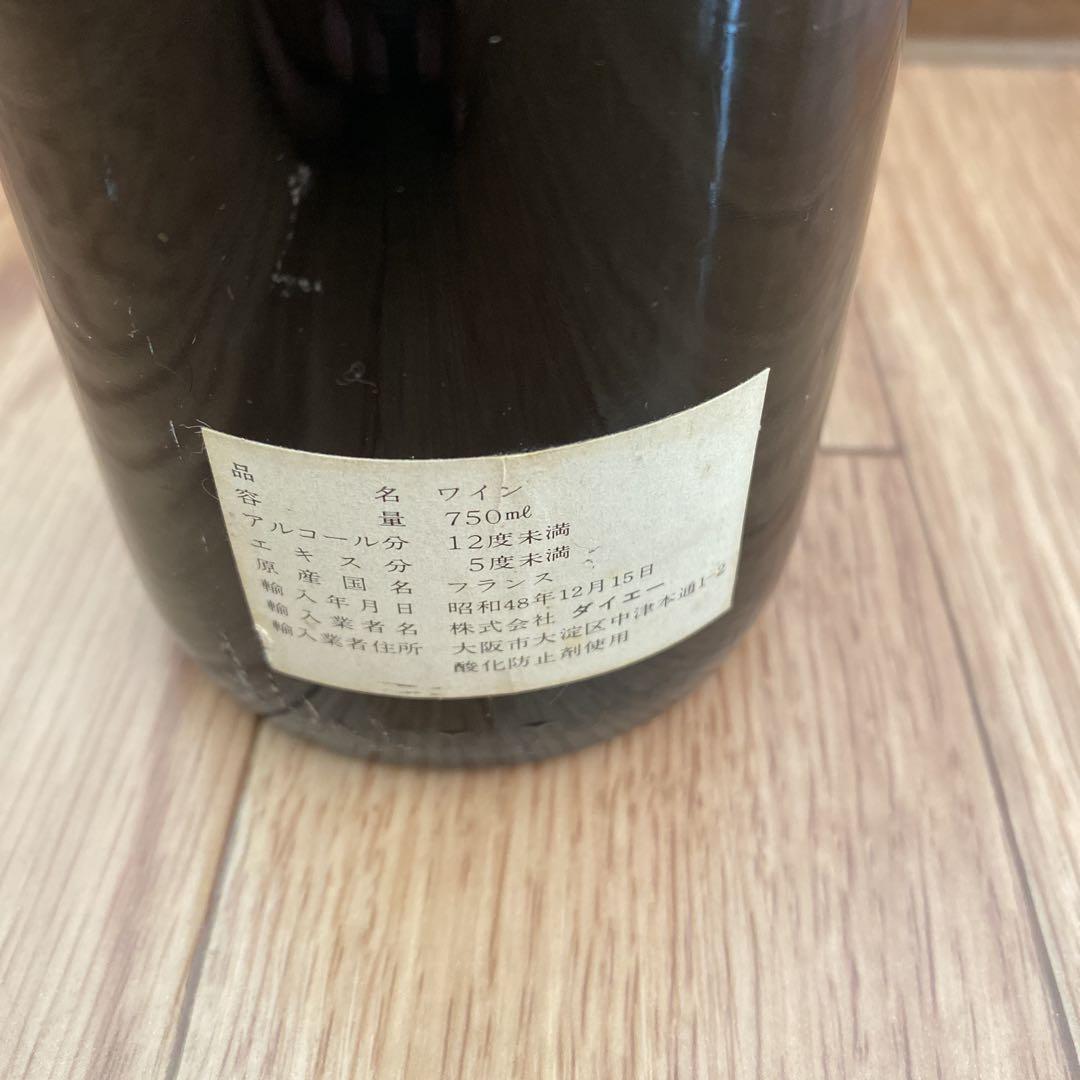 品名 ワイン
容量 750mℓ
アルコール分 12度未満
エキス分 5度未満
原産国名 フランス
輸入年月日 昭和48年12月15日
輸入業者名 株式会社 ダイエー
輸入業者住所 大阪市大淀区中津本通1-2
酸化防止剤使用